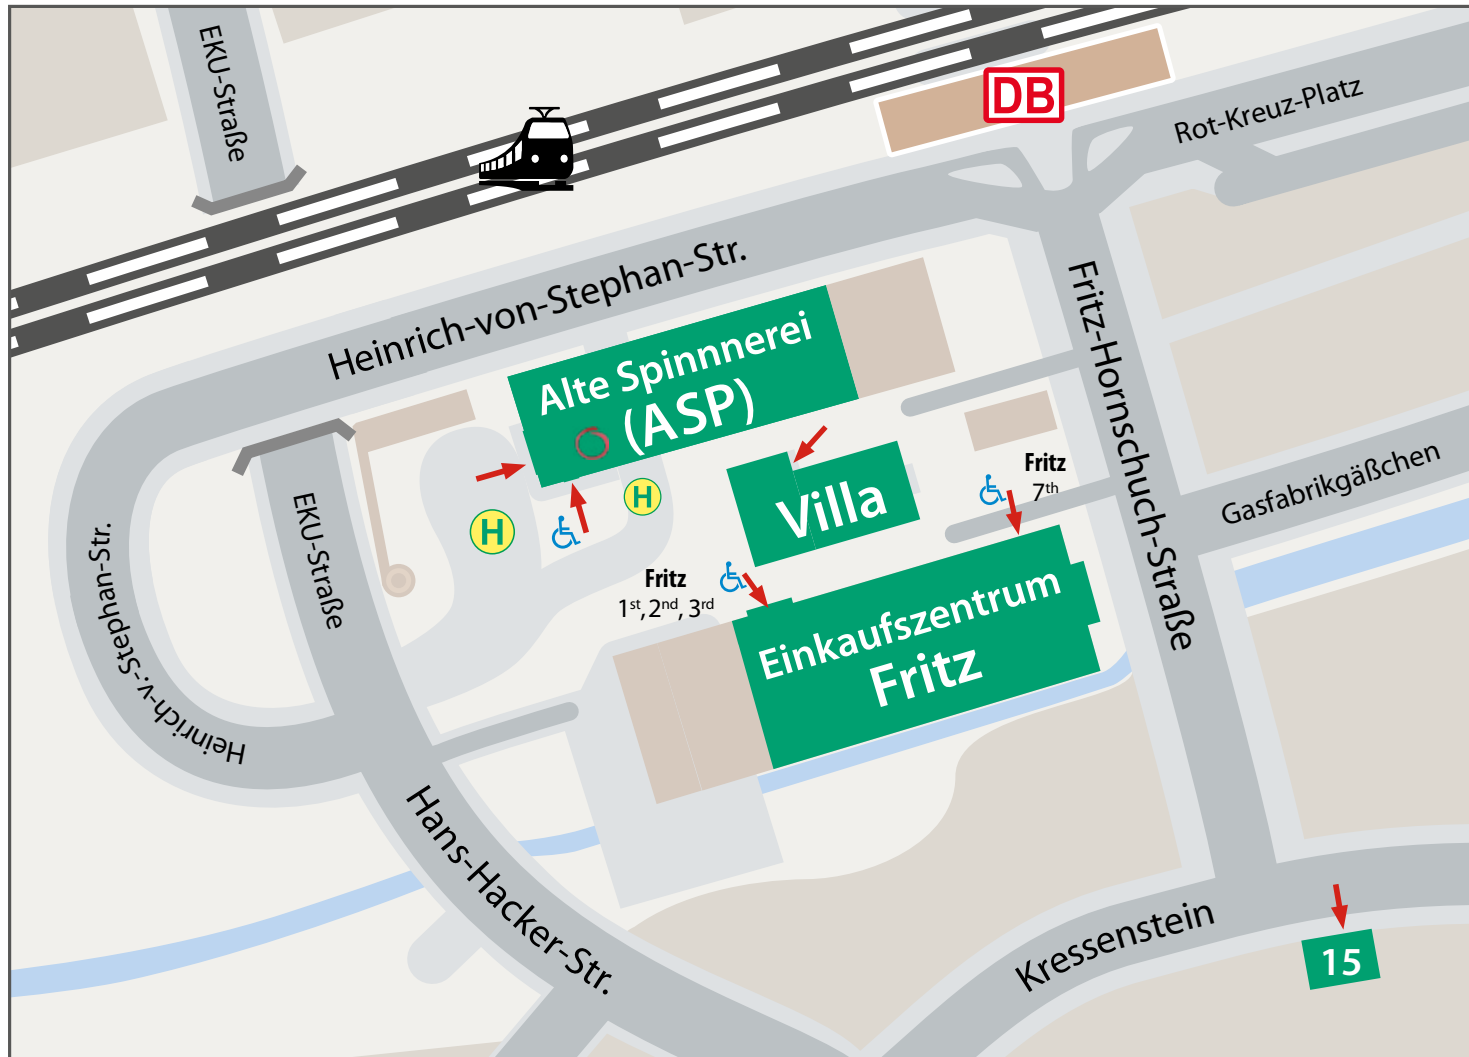 EKU-Straße
DB
Rot-Kreuz-Platz
Heinrich-von-Stephan-Str.
Fritz-Hornschuch-Straße
Alte Spinnnerei
(ASP)
Fritz
7th
Gasfabrikgäßchen
H
H
Villa
EKU-Straße
Heinrich-v.-Stephan-Str.
Fritz
1st, 2nd, 3rd
Einkaufszentrum
Fritz
Hans-Hacker-Str.
Kressenstein
15